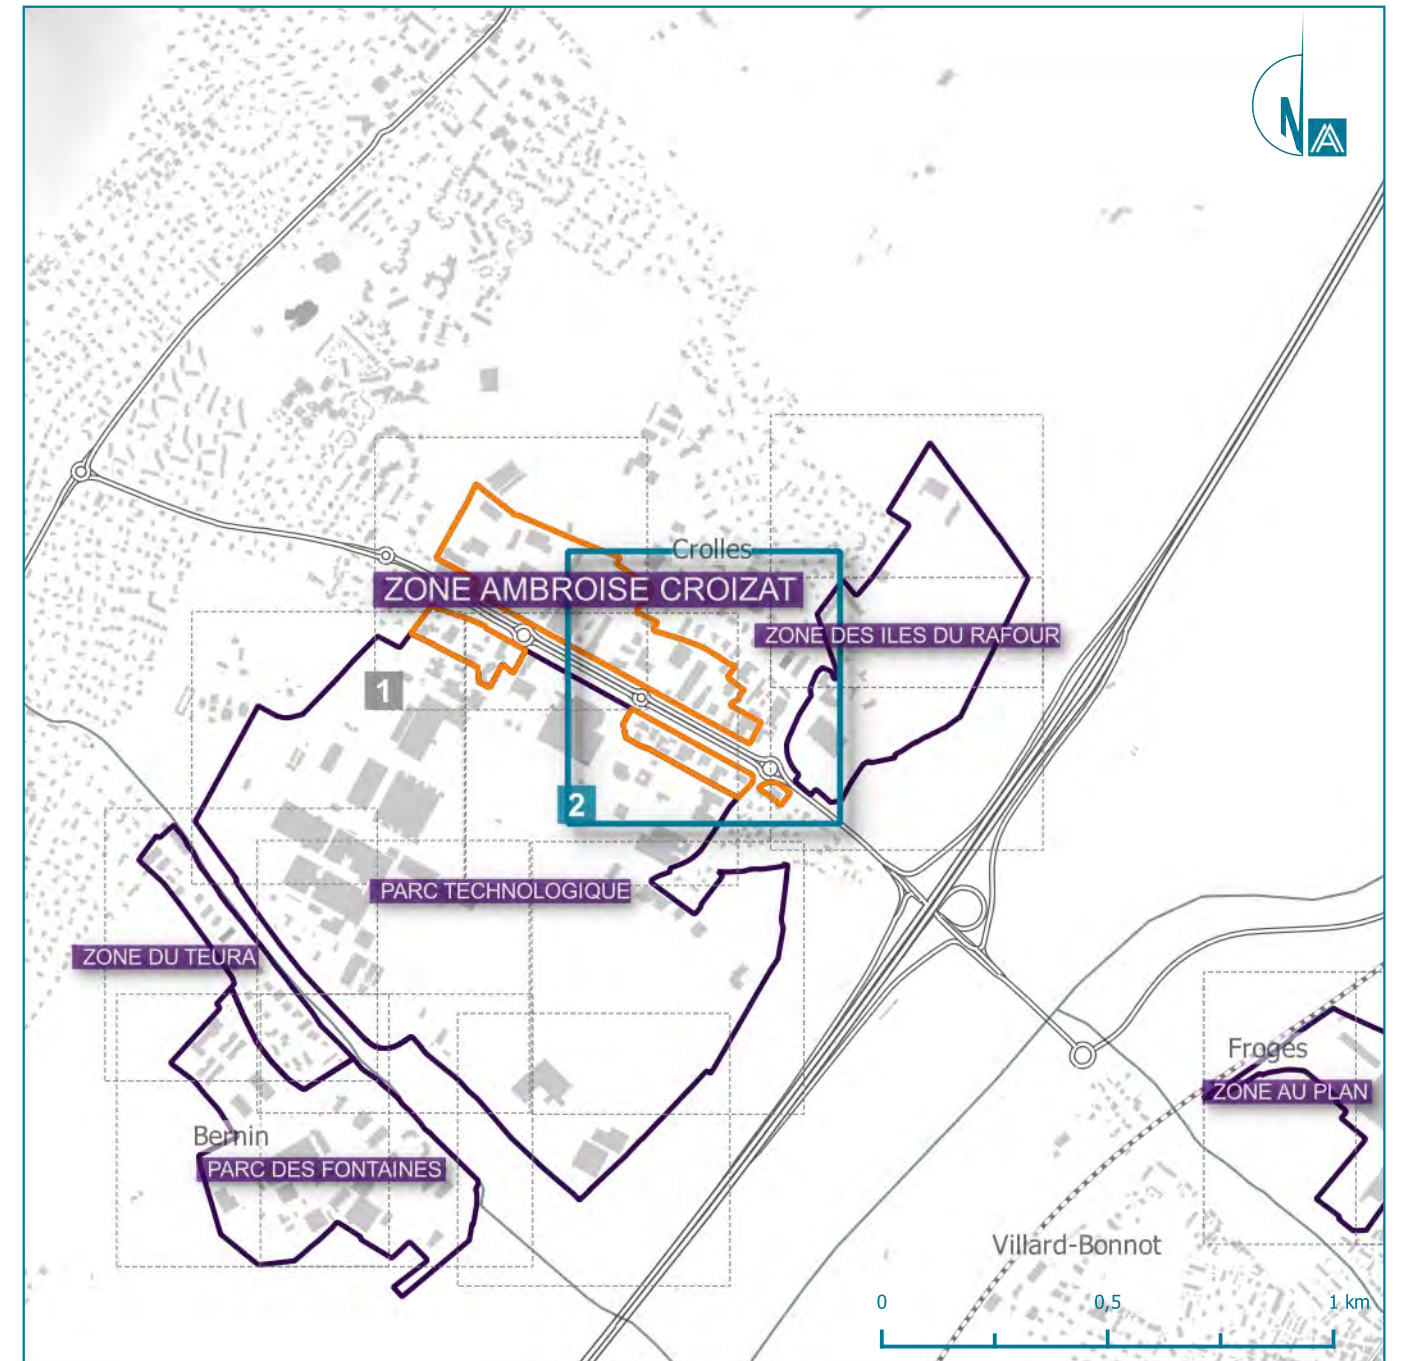 N
Crolles
ZONE AMBROISE CROIZAT
ZONE DES ILES DU RAFOUR
1
2
PARC TECHNOLOGIQUE
ZONE DU TEURA
Froges
ZONE AU PLAN
Bernin
PARC DES FONTAINES
Villard-Bonnot
0 0,5 1 km